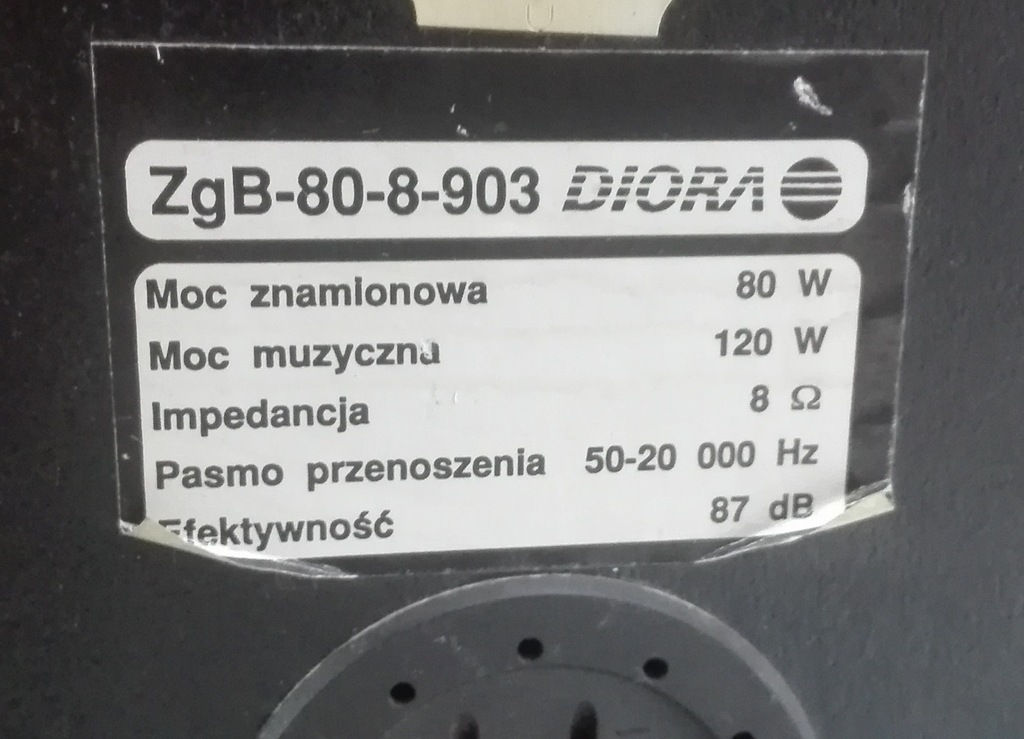 ZgB-80-8-903 DIORA
Moc znamionowa 80 W
Moc muzyczna 120 W
Impedancja 8 Ω
Pasmo przenoszenia 50-20 000 Hz
Efektywność 87 dB